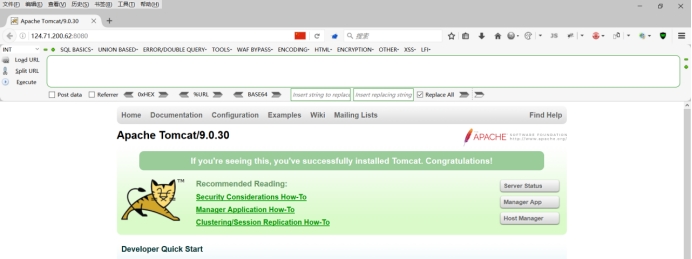 文件(F) 编辑(E) 查看(V) 历史(S) 书签(B) 工具(T) 帮助(H)
Apache Tomcat/9.0.30
124.71.200.62:8080
搜索
INT
SQL BASICS UNION BASED ERROR/DOUBLE QUERY TOOLS WAF BYPASS ENCODING HTML ENCRYPTION OTHER XSS LFI
Load URL
Split URL
Execute
Post data Referrer 0xHEX %URL BASE64 Insert string to replace Insert replacing string Replace All
Home Documentation Configuration Examples Wiki Mailing Lists Find Help
Apache Tomcat/9.0.30
APACHE SOFTWARE FOUNDATION
http://www.apache.org/
If you're seeing this, you've successfully installed Tomcat. Congratulations!
TM
Recommended Reading:
Security Considerations How-To
Manager Application How-To
Clustering/Session Replication How-To
Server Status
Manager App
Host Manager
Developer Quick Start